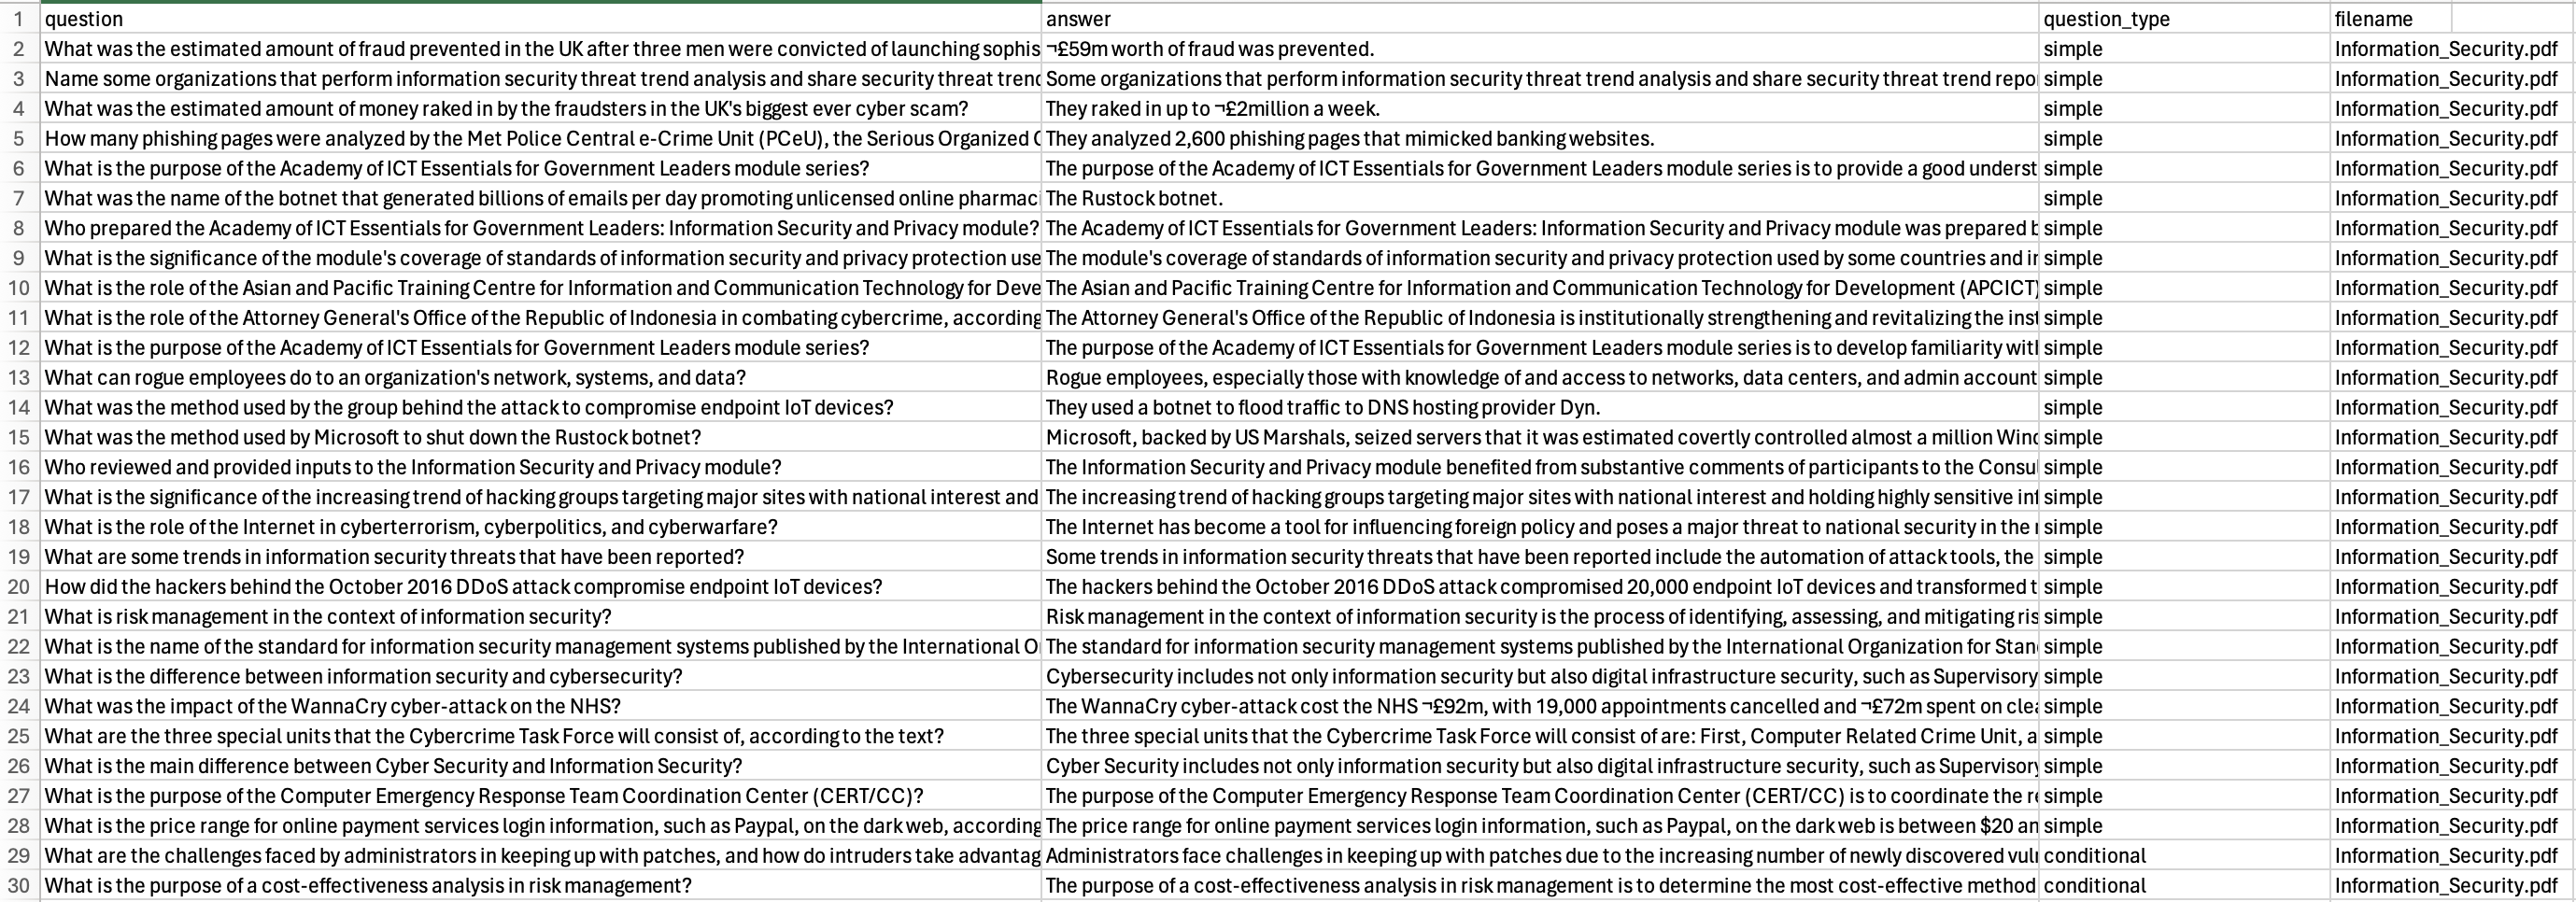 1 question answer question_type filename
2 What was the estimated amount of fraud prevented in the UK after three men were convicted of launching sophis ¬£59m worth of fraud was prevented. simple Information_Security.pdf
3 Name some organizations that perform information security threat trend analysis and share security threat trend Some organizations that perform information security threat trend analysis and share security threat trend repo simple Information_Security.pdf
4 What was the estimated amount of money raked in by the fraudsters in the UK's biggest ever cyber scam? They raked in up to ¬£2million a week. simple Information_Security.pdf
5 How many phishing pages were analyzed by the Met Police Central e-Crime Unit (PCeU), the Serious Organized C They analyzed 2,600 phishing pages that mimicked banking websites. simple Information_Security.pdf
6 What is the purpose of the Academy of ICT Essentials for Government Leaders module series? The purpose of the Academy of ICT Essentials for Government Leaders module series is to provide a good underst simple Information_Security.pdf
7 What was the name of the botnet that generated billions of emails per day promoting unlicensed online pharmaci The Rustock botnet. simple Information_Security.pdf
8 Who prepared the Academy of ICT Essentials for Government Leaders: Information Security and Privacy module? The Academy of ICT Essentials for Government Leaders: Information Security and Privacy module was prepared b simple Information_Security.pdf
9 What is the significance of the module's coverage of standards of information security and privacy protection use The module's coverage of standards of information security and privacy protection used by some countries and in simple Information_Security.pdf
10 What is the role of the Asian and Pacific Training Centre for Information and Communication Technology for Deve The Asian and Pacific Training Centre for Information and Communication Technology for Development (APCICT) simple Information_Security.pdf
11 What is the role of the Attorney General's Office of the Republic of Indonesia in combating cybercrime, according The Attorney General's Office of the Republic of Indonesia is institutionally strengthening and revitalizing the inst simple Information_Security.pdf
12 What is the purpose of the Academy of ICT Essentials for Government Leaders module series? The purpose of the Academy of ICT Essentials for Government Leaders module series is to develop familiarity with simple Information_Security.pdf
13 What can rogue employees do to an organization's network, systems, and data? Rogue employees, especially those with knowledge of and access to networks, data centers, and admin account simple Information_Security.pdf
14 What was the method used by the group behind the attack to compromise endpoint IoT devices? They used a botnet to flood traffic to DNS hosting provider Dyn. simple Information_Security.pdf
15 What was the method used by Microsoft to shut down the Rustock botnet? Microsoft, backed by US Marshals, seized servers that it was estimated covertly controlled almost a million Wind simple Information_Security.pdf
16 Who reviewed and provided inputs to the Information Security and Privacy module? The Information Security and Privacy module benefited from substantive comments of participants to the Consul simple Information_Security.pdf
17 What is the significance of the increasing trend of hacking groups targeting major sites with national interest and The increasing trend of hacking groups targeting major sites with national interest and holding highly sensitive inf simple Information_Security.pdf
18 What is the role of the Internet in cyberterrorism, cyberpolitics, and cyberwarfare? The Internet has become a tool for influencing foreign policy and poses a major threat to national security in the simple Information_Security.pdf
19 What are some trends in information security threats that have been reported? Some trends in information security threats that have been reported include the automation of attack tools, the simple Information_Security.pdf
20 How did the hackers behind the October 2016 DDoS attack compromise endpoint IoT devices? The hackers behind the October 2016 DDoS attack compromised 20,000 endpoint IoT devices and transformed t simple Information_Security.pdf
21 What is risk management in the context of information security? Risk management in the context of information security is the process of identifying, assessing, and mitigating ris simple Information_Security.pdf
22 What is the name of the standard for information security management systems published by the International O The standard for information security management systems published by the International Organization for Stan simple Information_Security.pdf
23 What is the difference between information security and cybersecurity? Cybersecurity includes not only information security but also digital infrastructure security, such as Supervisory simple Information_Security.pdf
24 What was the impact of the WannaCry cyber-attack on the NHS? The WannaCry cyber-attack cost the NHS ¬£92m, with 19,000 appointments cancelled and ¬£72m spent on clea simple Information_Security.pdf
25 What are the three special units that the Cybercrime Task Force will consist of, according to the text? The three special units that the Cybercrime Task Force will consist of are: First, Computer Related Crime Unit, a simple Information_Security.pdf
26 What is the main difference between Cyber Security and Information Security? Cyber Security includes not only information security but also digital infrastructure security, such as Supervisory simple Information_Security.pdf
27 What is the purpose of the Computer Emergency Response Team Coordination Center (CERT/CC)? The purpose of the Computer Emergency Response Team Coordination Center (CERT/CC) is to coordinate the re simple Information_Security.pdf
28 What is the price range for online payment services login information, such as Paypal, on the dark web, according The price range for online payment services login information, such as Paypal, on the dark web is between $20 an simple Information_Security.pdf
29 What are the challenges faced by administrators in keeping up with patches, and how do intruders take advantag Administrators face challenges in keeping up with patches due to the increasing number of newly discovered vuln conditional Information_Security.pdf
30 What is the purpose of a cost-effectiveness analysis in risk management? The purpose of a cost-effectiveness analysis in risk management is to determine the most cost-effective method conditional Information_Security.pdf